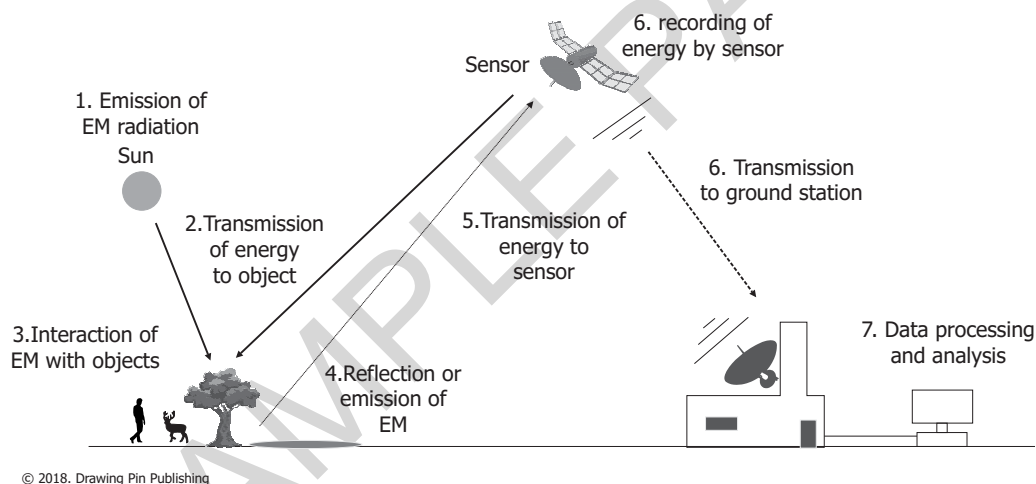 6. recording of
energy by sensor
Sensor
1. Emission of
EM radiation
Sun
6. Transmission
to ground station
2.Transmission
of energy
to object
5.Transmission of
energy to
sensor
3.Interaction of
EM with objects
7. Data processing
and analysis
4.Reflection or
emission of
EM
AMPLE PA
© 2018. Drawing Pin Publishing